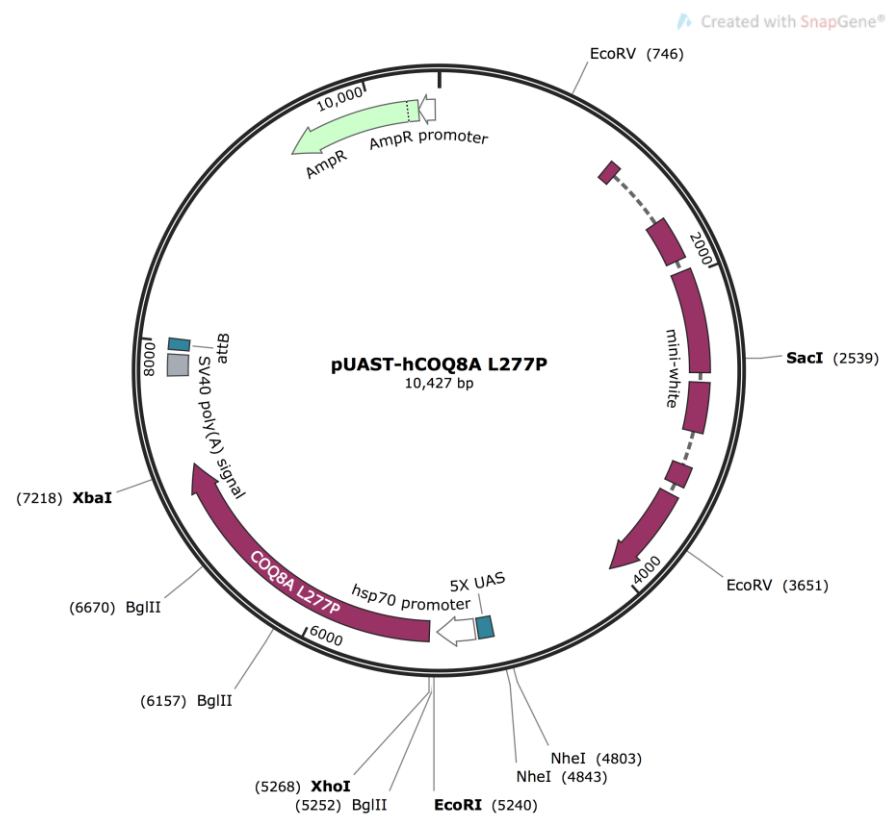 Created with SnapGene®
EcoRV (746)
10,000
AmpR promoter
AmpR
2000
mini-white
SacI (2539)
attB
8000
SV40 poly(A) signal
pUAST-hCOQ8A L277P
10,427 bp
(7218) XbaI
COQ8A L277P
hsp70 promoter
5X UAS
4000
EcoRV (3651)
(6670) BglII
6000
(6157) BglII
NheI (4803)
NheI (4843)
(5268) XhoI
(5252) BglII
EcoRI (5240)